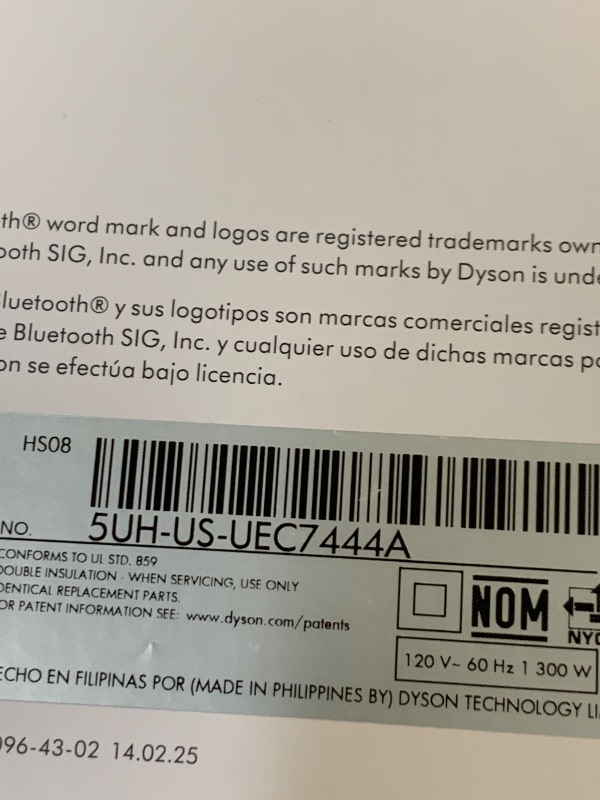 th® word mark and logos are registered trademarks own
ooth SIG, Inc. and any use of such marks by Dyson is unde
luetooth® y sus logotipos son marcas comerciales regist
e Bluetooth SIG, Inc. y cualquier uso de dichas marcas po
on se efectúa bajo licencia.
HS08
NO. 5UH-US-UEC7444A
CONFORMS TO UL STD. 859
DOUBLE INSULATION - WHEN SERVICING, USE ONLY
DENTICAL REPLACEMENT PARTS.
OR PATENT INFORMATION SEE: www.dyson.com/patents
NOM
NYC
120 V~ 60 Hz 1 300 W
ECHO EN FILIPINAS POR (MADE IN PHILIPPINES BY) DYSON TECHNOLOGY LI
96-43-02 14.02.25